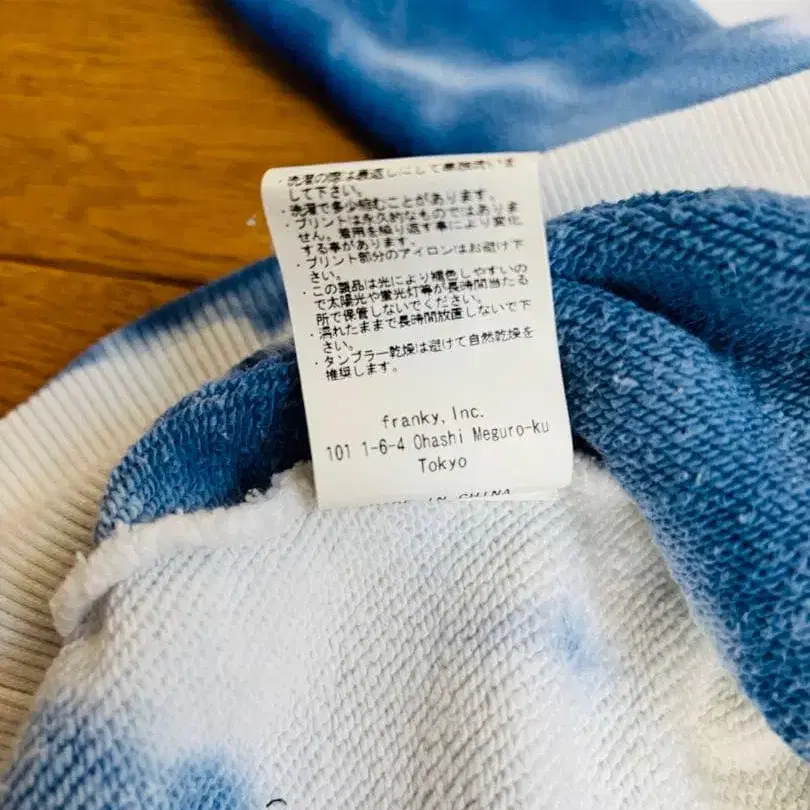 ・洗濯の際は裏返しにして単独洗いを
して下さい。
・洗濯で多少縮むことがあります。
・プリントは永久的なものではありま
せん。着用を繰り返す事により変化
する事があります。
・プリント部分のアイロンはお避け下
さい。
・この製品は光により褪色しやすいの
で太陽光や蛍光灯等が長時間当たる
所で保管しないでください。
・濡れたままで長時間放置しないで下
さい。
・タンブラー乾燥は避けて自然乾燥を
推奨します。
franky, Inc.
101 1-6-4 Ohashi Meguro-ku
Tokyo
MADE IN CHINA